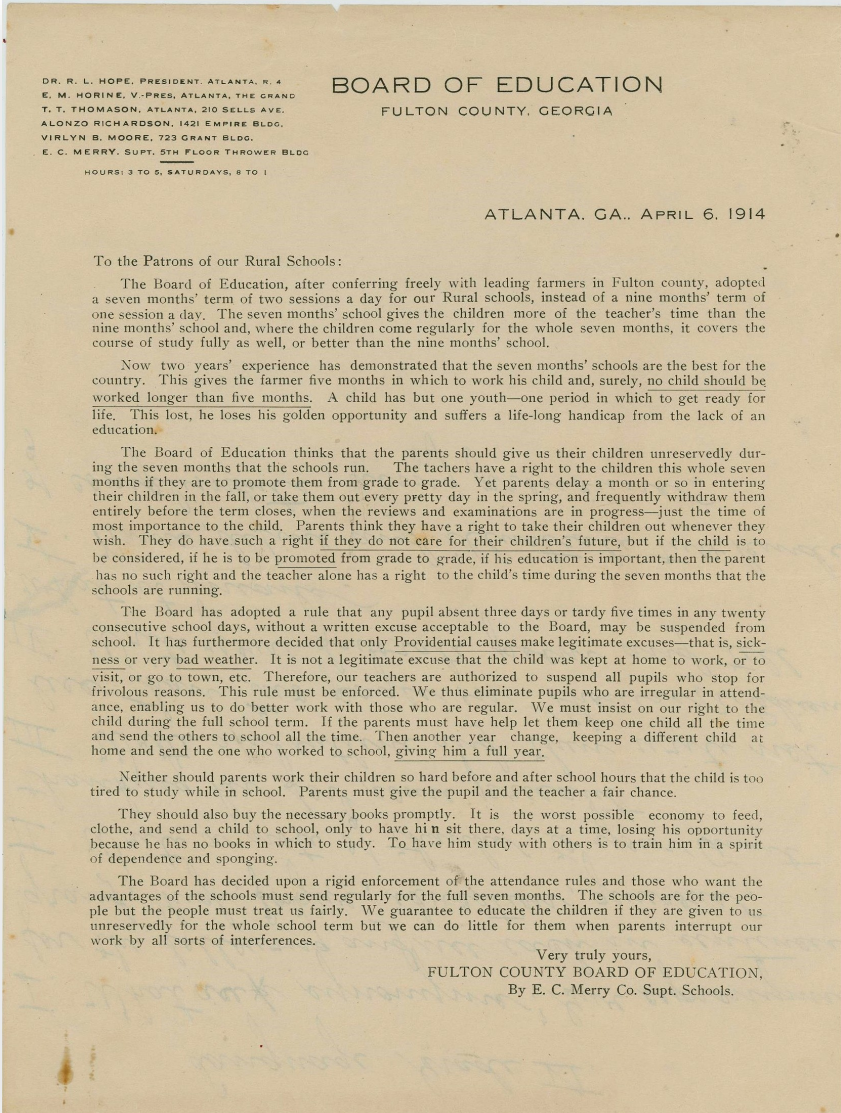 DR. R. L. HOPE, PRESIDENT. ATLANTA, R. 4
E. M. HORINE, V.-PRES, ATLANTA, THE GRAND
T. T. THOMASON, ATLANTA, 210 SELLS AVE.
ALONZO RICHARDSON, 1421 EMPIRE BLDG.
VIRLYN B. MOORE, 723 GRANT BLDG.
E. C. MERRY, SUPT. 5TH FLOOR THROWER BLDG
HOURS: 3 TO 5, SATURDAYS, 8 TO 1
BOARD OF EDUCATION
FULTON COUNTY, GEORGIA
ATLANTA, GA., APRIL 6, 1914
To the Patrons of our Rural Schools:
The Board of Education, after conferring freely with leading farmers in Fulton county, adopted
a seven months' term of two sessions a day for our Rural schools, instead of a nine months' term of
one session a day. The seven months' school gives the children more of the teacher's time than the
nine months' school and, where the children come regularly for the whole seven months, it covers the
course of study fully as well, or better than the nine months' school.
Now two years' experience has demonstrated that the seven months' schools are the best for the
country. This gives the farmer five months in which to work his child and, surely, no child should be
worked longer than five months. A child has but one youth—one period in which to get ready for
life. This lost, he loses his golden opportunity and suffers a life-long handicap from the lack of an
education.
The Board of Education thinks that the parents should give us their children unreservedly dur-
ing the seven months that the schools run. The tachers have a right to the children this whole seven
months if they are to promote them from grade to grade. Yet parents delay a month or so in entering
their children in the fall, or take them out every pretty day in the spring, and frequently withdraw them
entirely before the term closes, when the reviews and examinations are in progress—just the time of
most importance to the child. Parents think they have a right to take their children out whenever they
wish. They do have such a right if they do not care for their children's future, but if the child is to
be considered, if he is to be promoted from grade to grade, if his education is important, then the parent
has no such right and the teacher alone has a right to the child's time during the seven months that the
schools are running.
The Board has adopted a rule that any pupil absent three days or tardy five times in any twenty
consecutive school days, without a written excuse acceptable to the Board, may be suspended from
school. It has furthermore decided that only Providential causes make legitimate excuses—that is, sick-
ness or very bad weather. It is not a legitimate excuse that the child was kept at home to work, or to
visit, or go to town, etc. Therefore, our teachers are authorized to suspend all pupils who stop for
frivolous reasons. This rule must be enforced. We thus eliminate pupils who are irregular in attend-
ance, enabling us to do better work with those who are regular. We must insist on our right to the
child during the full school term. If the parents must have help let them keep one child all the time
and send the others to school all the time. Then another year change, keeping a different child at
home and send the one who worked to school, giving him a full year.
Neither should parents work their children so hard before and after school hours that the child is too
tired to study while in school. Parents must give the pupil and the teacher a fair chance.
They should also buy the necessary books promptly. It is the worst possible economy to feed,
clothe, and send a child to school, only to have him sit there, days at a time, losing his opportunity
because he has no books in which to study. To have him study with others is to train him in a spirit
of dependence and sponging.
The Board has decided upon a rigid enforcement of the attendance rules and those who want the
advantages of the schools must send regularly for the full seven months. The schools are for the peo-
ple but the people must treat us fairly. We guarantee to educate the children if they are given to us
unreservedly for the whole school term but we can do little for them when parents interrupt our
work by all sorts of interferences.
Very truly yours,
FULTON COUNTY BOARD OF EDUCATION,
By E. C. Merry Co. Supt. Schools.